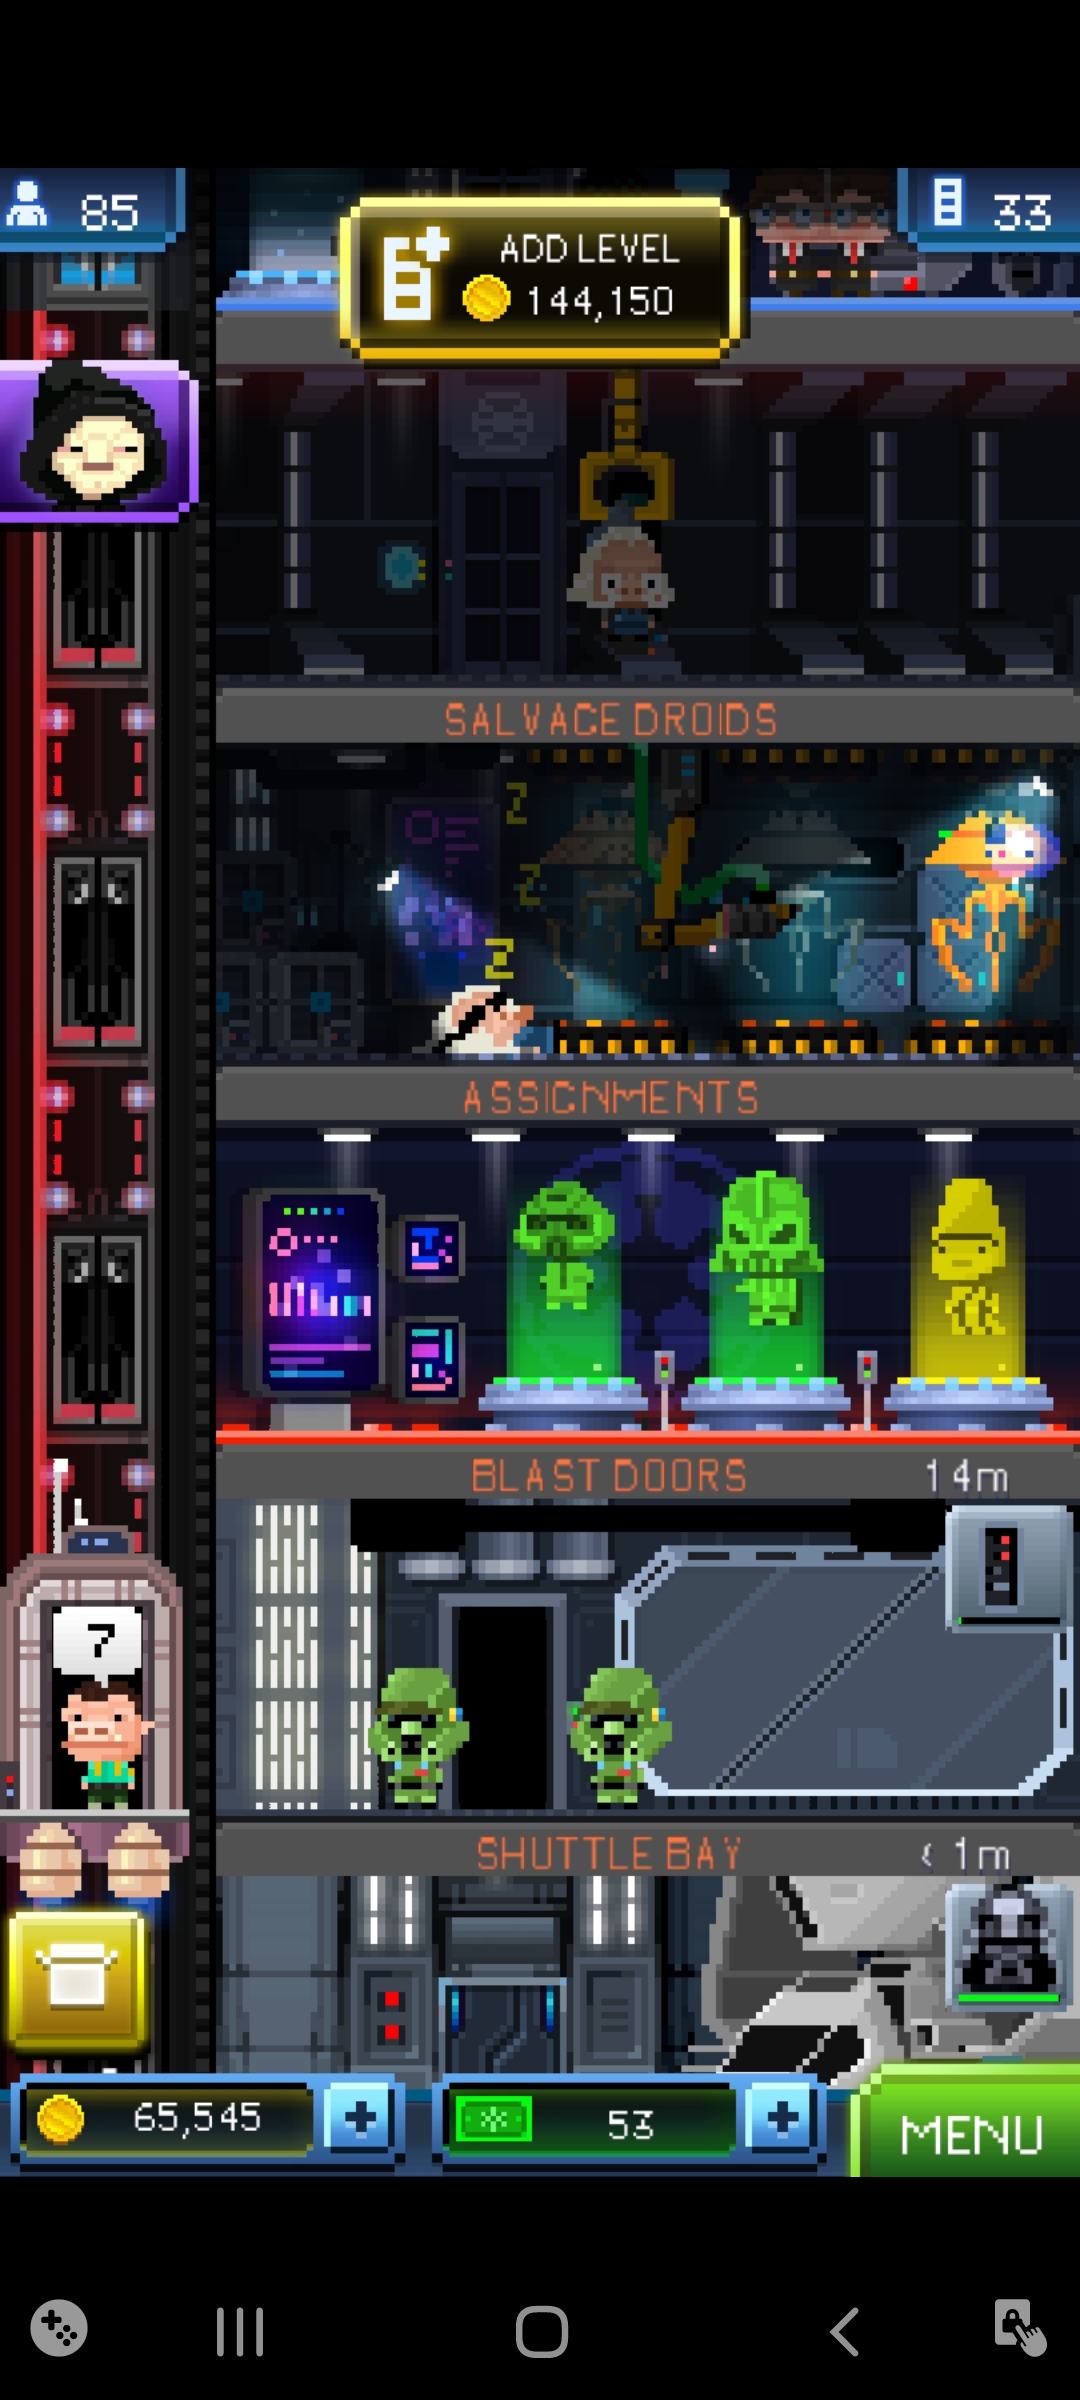 85
33
ADD LEVEL
144,150
SALVAGE DROIDS
Z
Z
Z
ASSIGNMENTS
BLAST DOORS 14m
7
SHUTTLE BAY < 1m
65,545 +
53 +
MENU